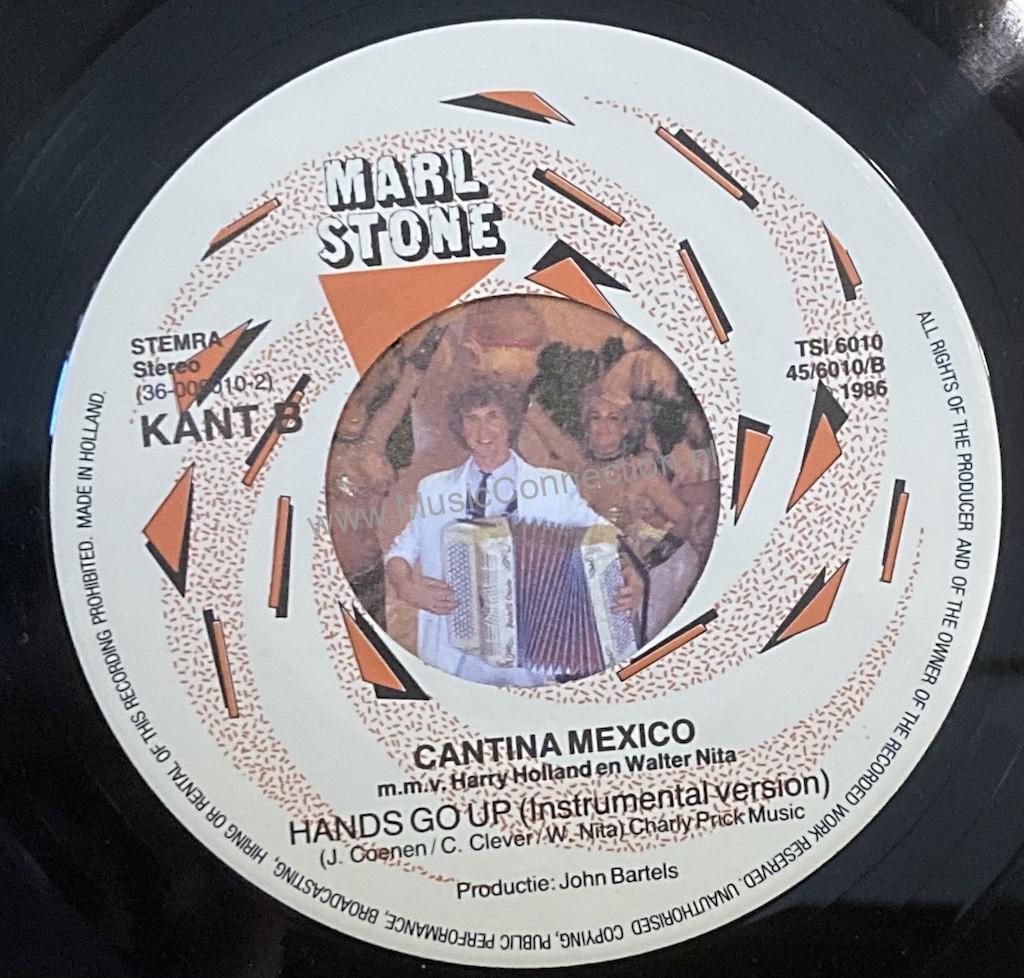 MARL
STONE
STEMRA
Stereo
(36-006010-2)
KANT B
TSI 6010
45/6010/B
1986
www.MusicConnection.nl
CANTINA MEXICO
m.m.v. Harry Holland en Walter Nita
HANDS GO UP (Instrumental version)
(J. Coenen / C. Clever / W. Nita) Charly Prick Music
Productie: John Bartels
ALL RIGHTS OF THE PRODUCER AND OF THE OWNER OF THE RECORDED WORK RESERVED. UNAUTHORISED COPYING, PUBLIC PERFORMANCE, BROADCASTING, HIRING OR RENTAL OF THIS RECORDING PROHIBITED. MADE IN HOLLAND.